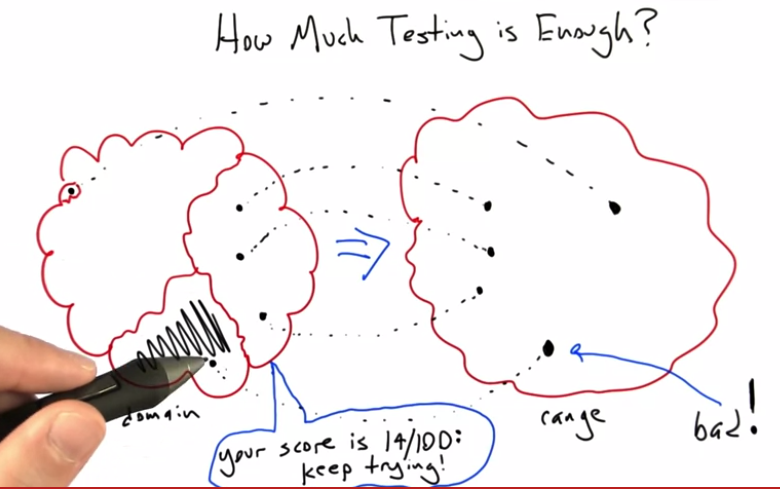 How Much Testing is Enough?
domain
range
bad!
your score is 14/100:
keep trying!